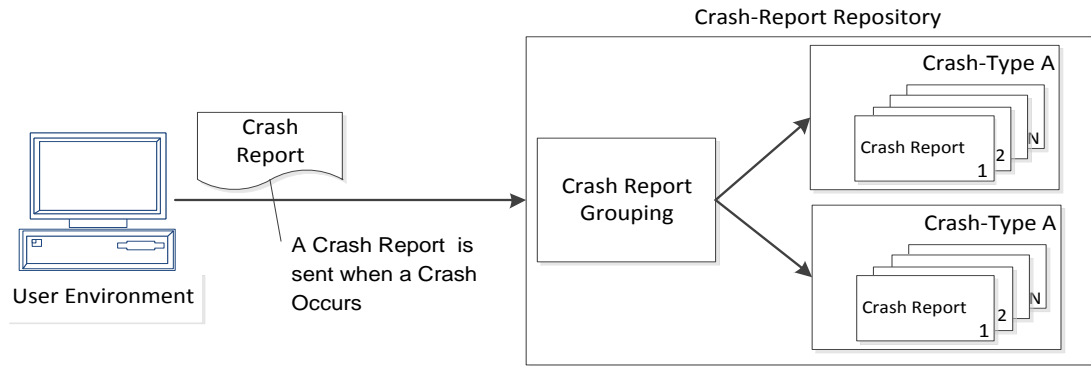 Crash-Report Repository
Crash
Report
A Crash Report is
sent when a Crash
Occurs
User Environment
Crash Report
Grouping
Crash-Type A
Crash Report
1
2
N
Crash-Type A
Crash Report
1
2
N